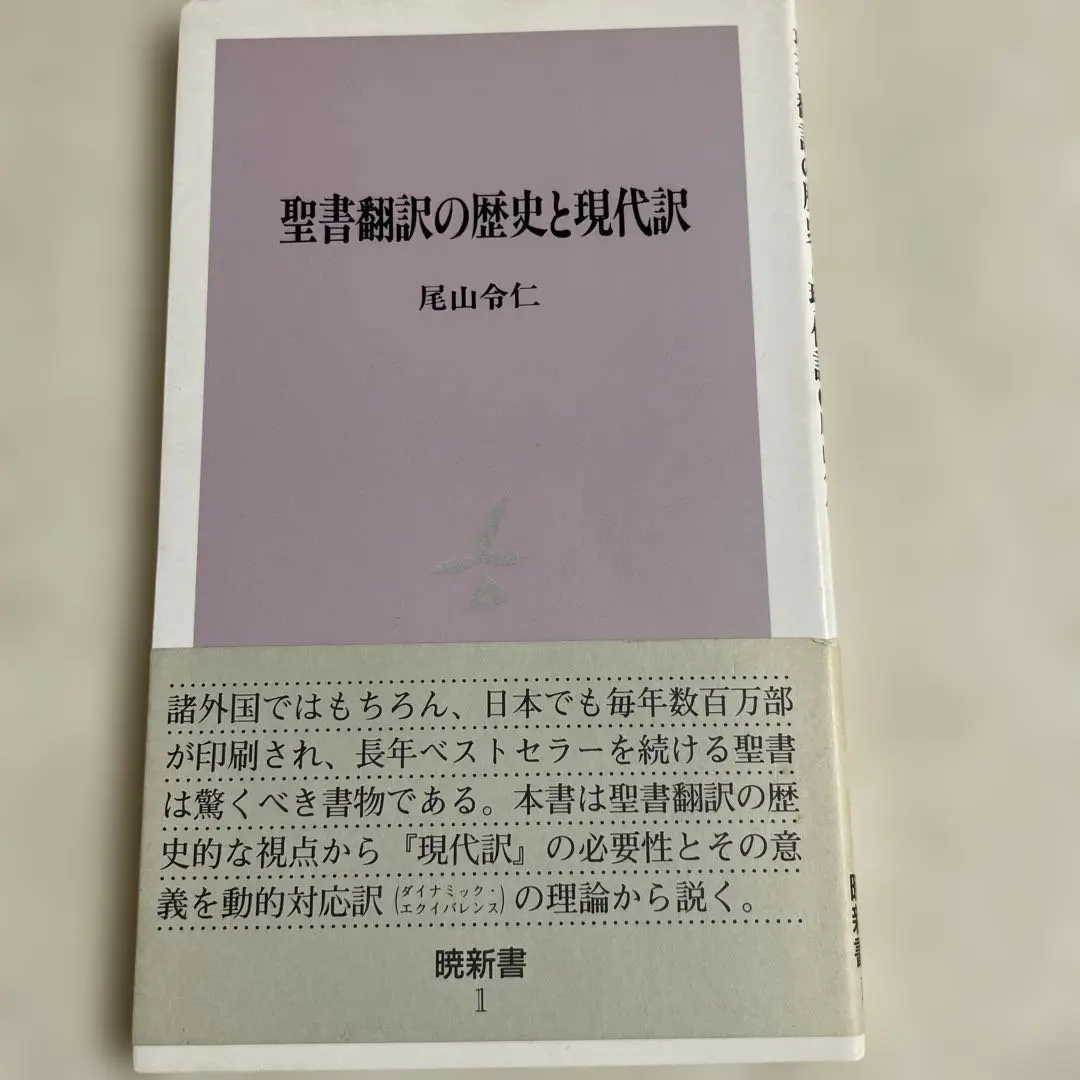 聖書翻訳の歴史と現代訳
尾山令仁
諸外国ではもちろん、日本でも毎年数百万部
が印刷され、長年ベストセラーを続ける聖書
は驚くべき書物である。本書は聖書翻訳の歴
史的な視点から『現代訳』の必要性とその意
義を動的対応訳(ダイナミック・エクイバレンス)の理論から説く。
暁新書
1
暁新書